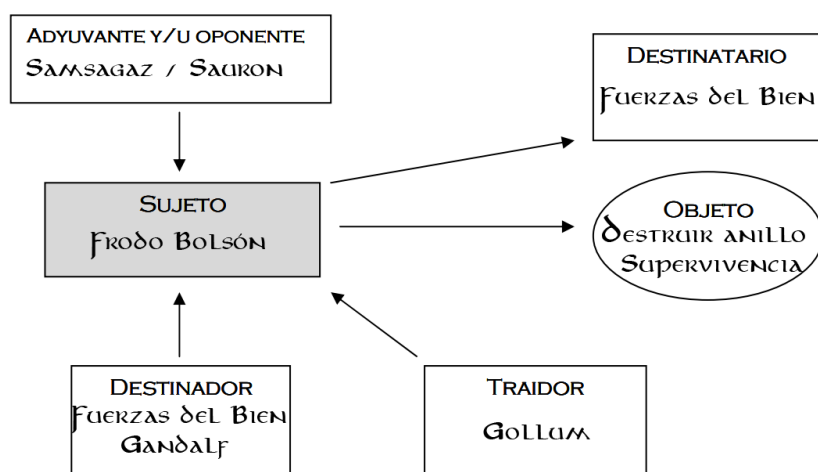 Adyuvante y/u oponente
Samsagaz / Sauron
Destinatario
Fuerzas del Bien
Sujeto
Frodo Bolsón
Objeto
Destruir anillo
Supervivencia
Destinador
Fuerzas del Bien
Gandalf
Traidor
Gollum